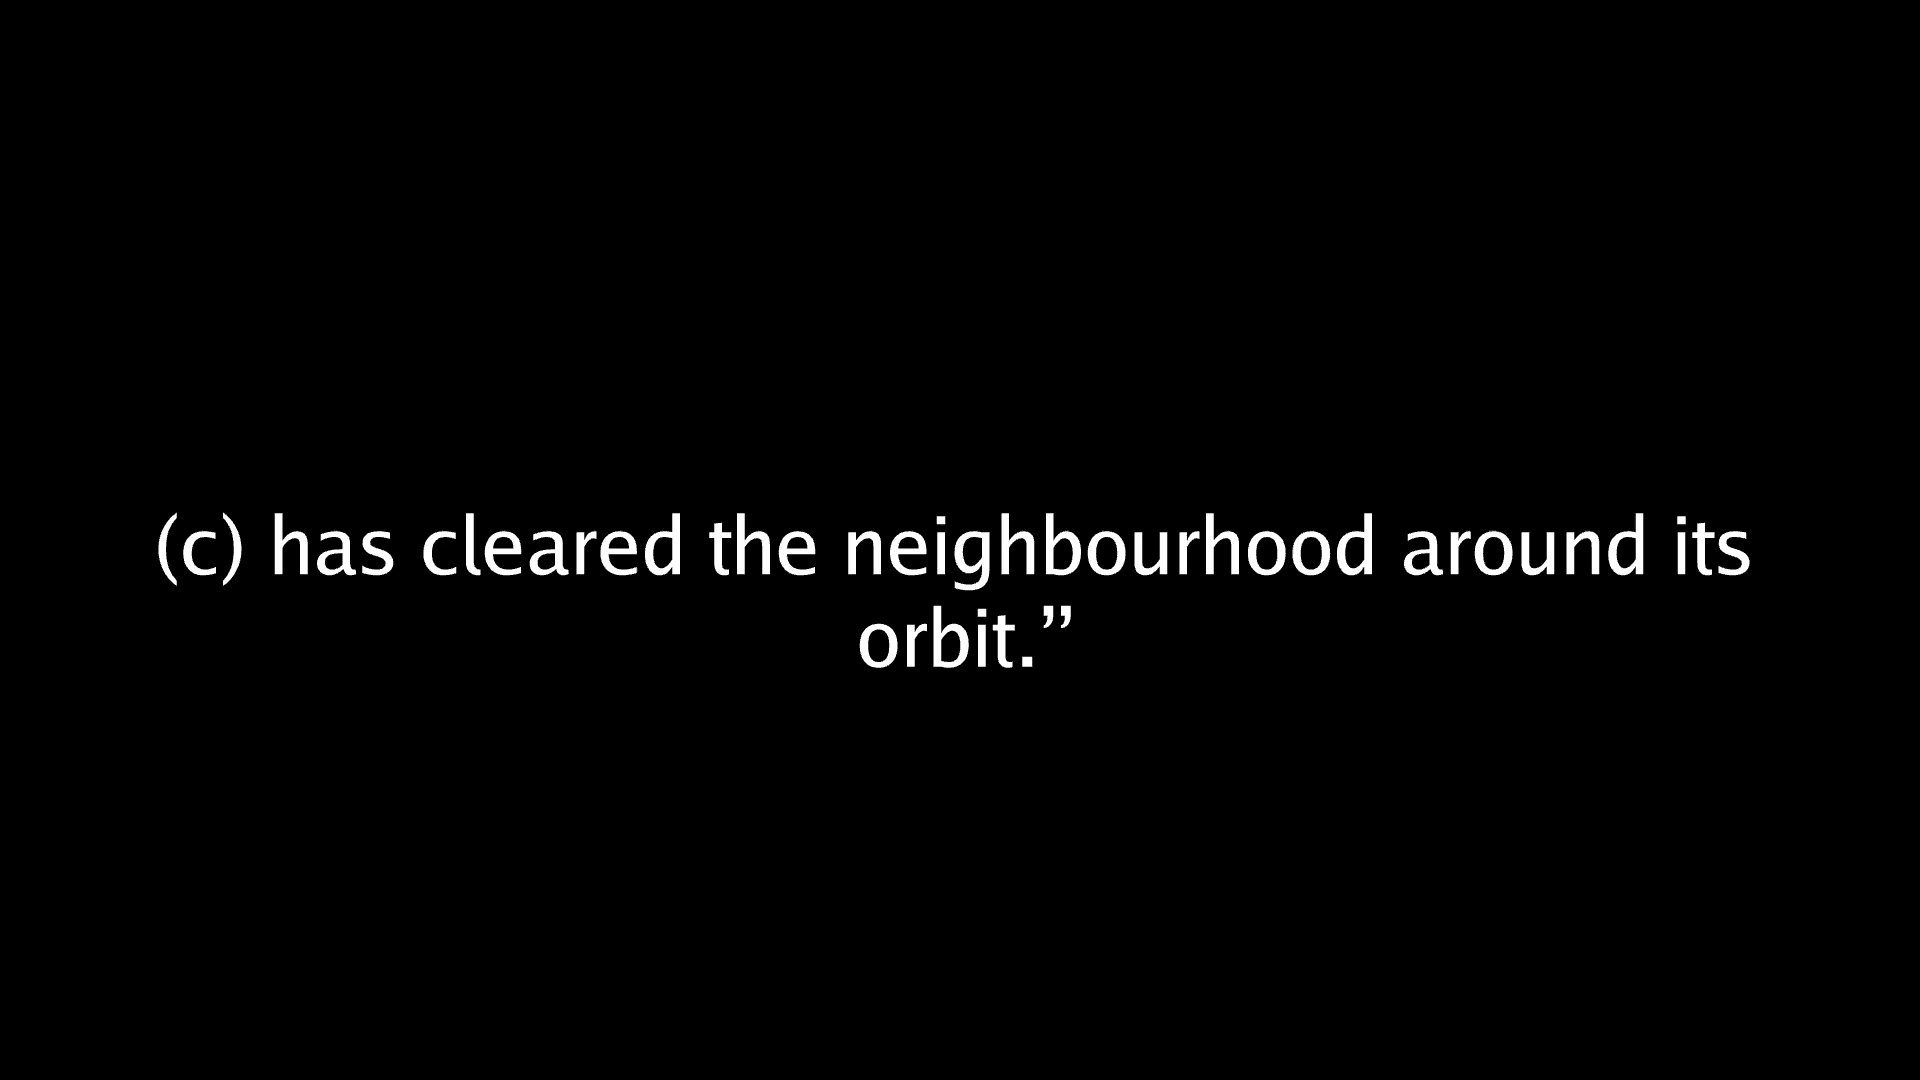 (c) has cleared the neighbourhood around its
orbit.”